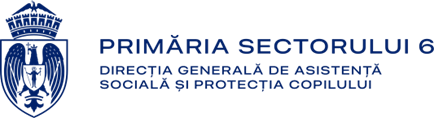 PRIMĂRIA SECTORULUI 6
DIRECȚIA GENERALĂ DE ASISTENȚĂ
SOCIALĂ ȘI PROTECȚIA COPILULUI